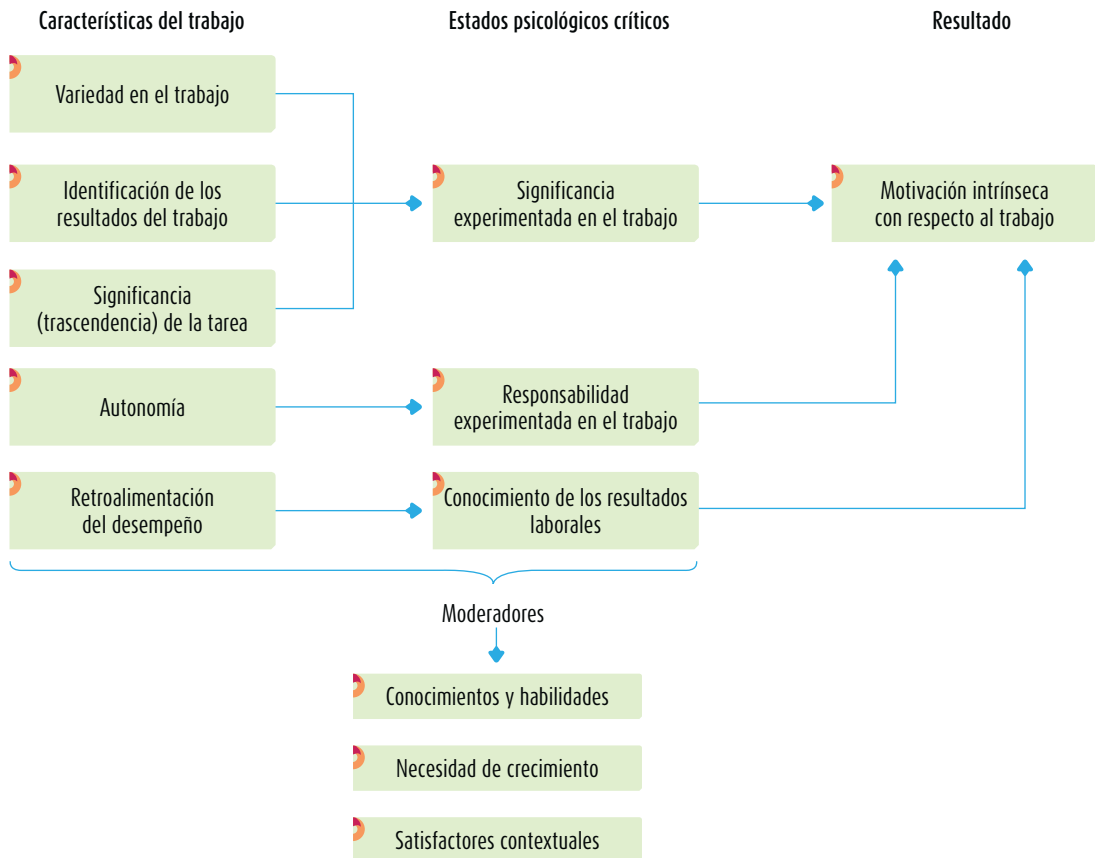 Características del trabajo
Estados psicológicos críticos
Resultado
Variedad en el trabajo
Identificación de los
resultados del trabajo
Significancia
experimentada en el trabajo
Motivación intrínseca
con respecto al trabajo
Significancia
(trascendencia) de la tarea
Autonomía
Responsabilidad
experimentada en el trabajo
Retroalimentación
del desempeño
Conocimiento de los resultados
laborales
Moderadores
Conocimientos y habilidades
Necesidad de crecimiento
Satisfactores contextuales